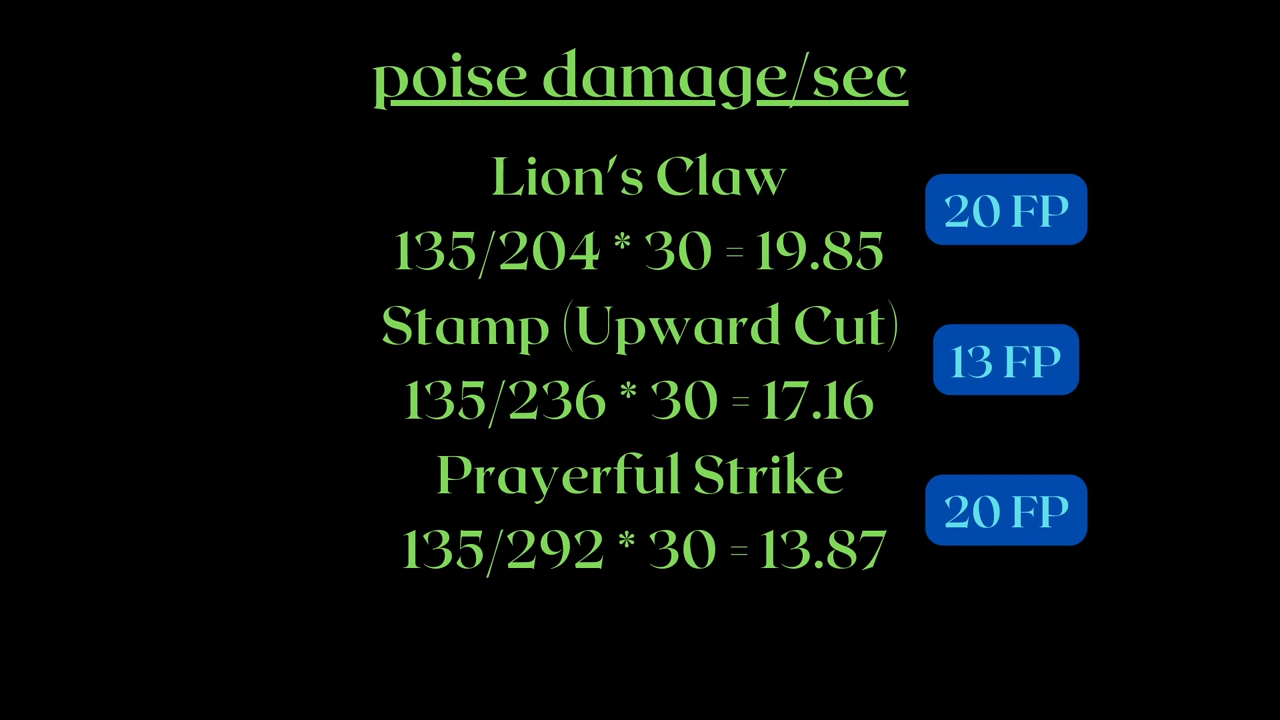 poise damage/sec
Lion's Claw
20 FP
135/204 * 30 = 19.85
Stamp (Upward Cut)
13 FP
135/236 * 30 = 17.16
Prayerful Strike
20 FP
135/292 * 30 = 13.87